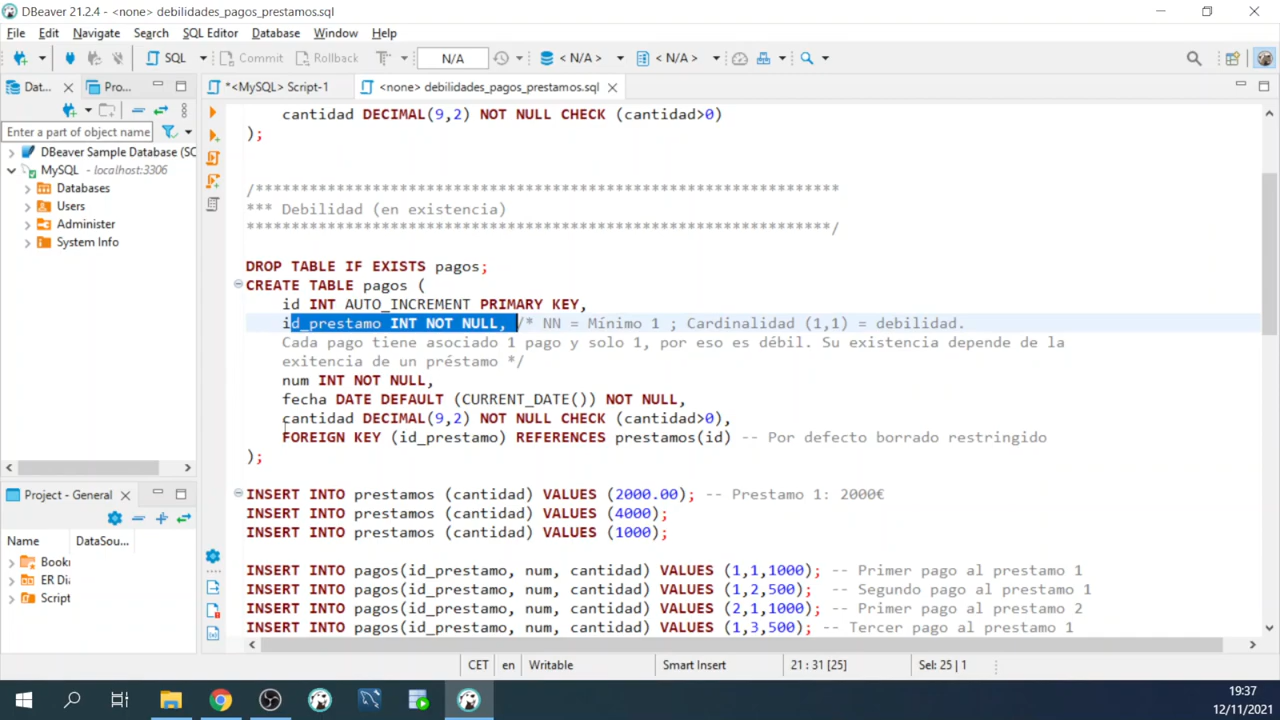 DBeaver 21.2.4 - <none> debilidades_pagos_prestamos.sql
File Edit Navigate Search SQL Editor Database Window Help
SQL Commit Rollback N/A < N/A > < N/A >
Dat... Pro... *<MySQL> Script-1 <none> debilidades_pagos_prestamos.sql
Enter a part of object name
DBeaver Sample Database (SC
MySQL - localhost:3306
Databases
Users
Administer
System Info
Project - General
Name DataSou...
Bookı
ER Di
Script
cantidad DECIMAL(9,2) NOT NULL CHECK (cantidad>0)
);
/*****************************************************************
*** Debilidad (en existencia)
*****************************************************************/
DROP TABLE IF EXISTS pagos;
CREATE TABLE pagos (
id INT AUTO_INCREMENT PRIMARY KEY,
id_prestamo INT NOT NULL, /* NN = Mínimo 1 ; Cardinalidad (1,1) = debilidad.
Cada pago tiene asociado 1 pago y solo 1, por eso es débil. Su existencia depende de la
exitencia de un préstamo */
num INT NOT NULL,
fecha DATE DEFAULT (CURRENT_DATE()) NOT NULL,
cantidad DECIMAL(9,2) NOT NULL CHECK (cantidad>0),
FOREIGN KEY (id_prestamo) REFERENCES prestamos(id) -- Por defecto borrado restringido
);
INSERT INTO prestamos (cantidad) VALUES (2000.00); -- Prestamo 1: 2000€
INSERT INTO prestamos (cantidad) VALUES (4000);
INSERT INTO prestamos (cantidad) VALUES (1000);
INSERT INTO pagos(id_prestamo, num, cantidad) VALUES (1,1,1000); -- Primer pago al prestamo 1
INSERT INTO pagos(id_prestamo, num, cantidad) VALUES (1,2,500); -- Segundo pago al prestamo 1
INSERT INTO pagos(id_prestamo, num, cantidad) VALUES (2,1,1000); -- Primer pago al prestamo 2
INSERT INTO pagos(id_prestamo, num, cantidad) VALUES (1,3,500); -- Tercer pago al prestamo 1
CET en Writable Smart Insert 21 : 31 [25] Sel: 25 | 1
19:37
12/11/2021